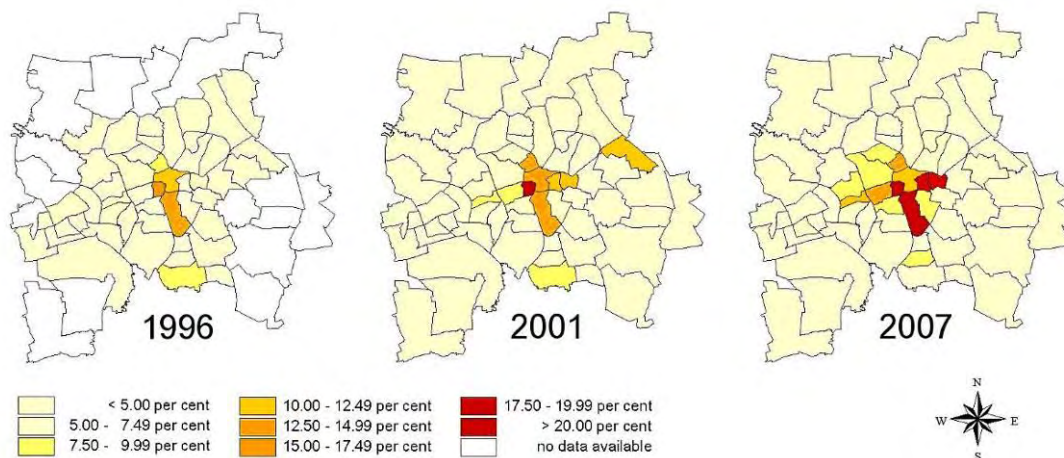 1996
2001
2007
< 5.00 per cent
5.00 - 7.49 per cent
7.50 - 9.99 per cent
10.00 - 12.49 per cent
12.50 - 14.99 per cent
15.00 - 17.49 per cent
17.50 - 19.99 per cent
> 20.00 per cent
no data available
N
W E
S